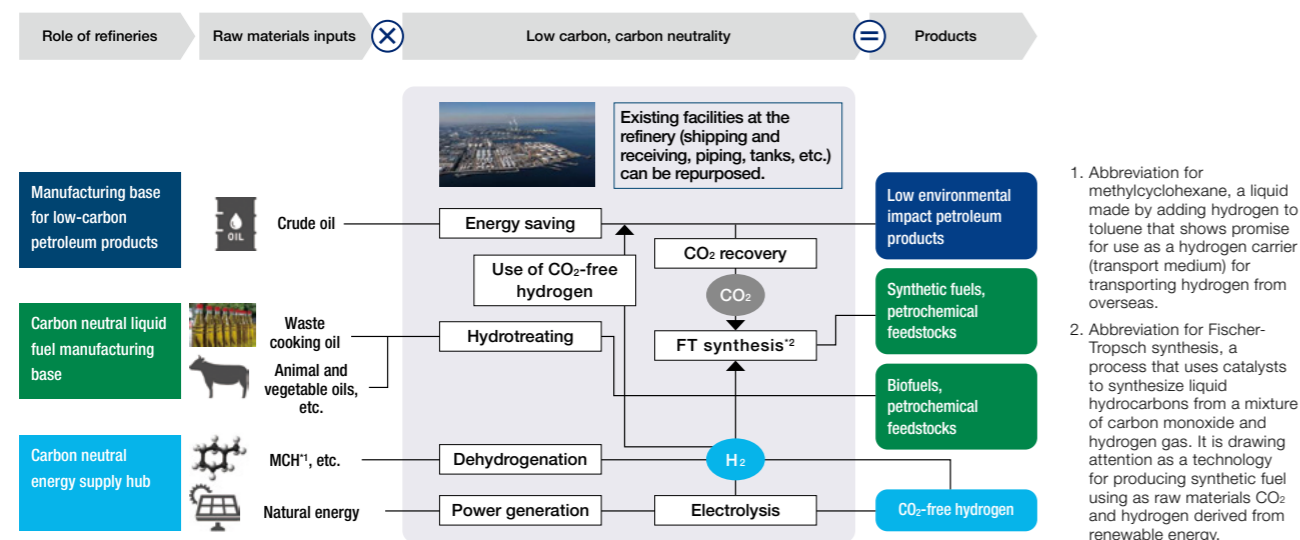 Role of refineries
Raw materials inputs
×
Low carbon, carbon neutrality
=
Products
Existing facilities at the
refinery (shipping and
receiving, piping, tanks, etc.)
can be repurposed.
Manufacturing base
for low-carbon
petroleum products
OIL
Crude oil
Energy saving
Low environmental
impact petroleum
products
CO₂ recovery
Use of CO₂-free
hydrogen
CO₂
Synthetic fuels,
petrochemical
feedstocks
Carbon neutral liquid
fuel manufacturing
base
Waste
cooking oil
Hydrotreating
FT synthesis*2
Animal and
vegetable oils,
etc.
Biofuels,
petrochemical
feedstocks
Carbon neutral
energy supply hub
MCH*1, etc.
Dehydrogenation
H₂
Natural energy
Power generation
Electrolysis
CO₂-free hydrogen
1. Abbreviation for
methylcyclohexane, a liquid
made by adding hydrogen to
toluene that shows promise
for use as a hydrogen carrier
(transport medium) for
transporting hydrogen from
overseas.
2. Abbreviation for Fischer-
Tropsch synthesis, a
process that uses catalysts
to synthesize liquid
hydrocarbons from a mixture
of carbon monoxide and
hydrogen gas. It is drawing
attention as a technology
for producing synthetic fuel
using as raw materials CO₂
and hydrogen derived from
renewable energy.